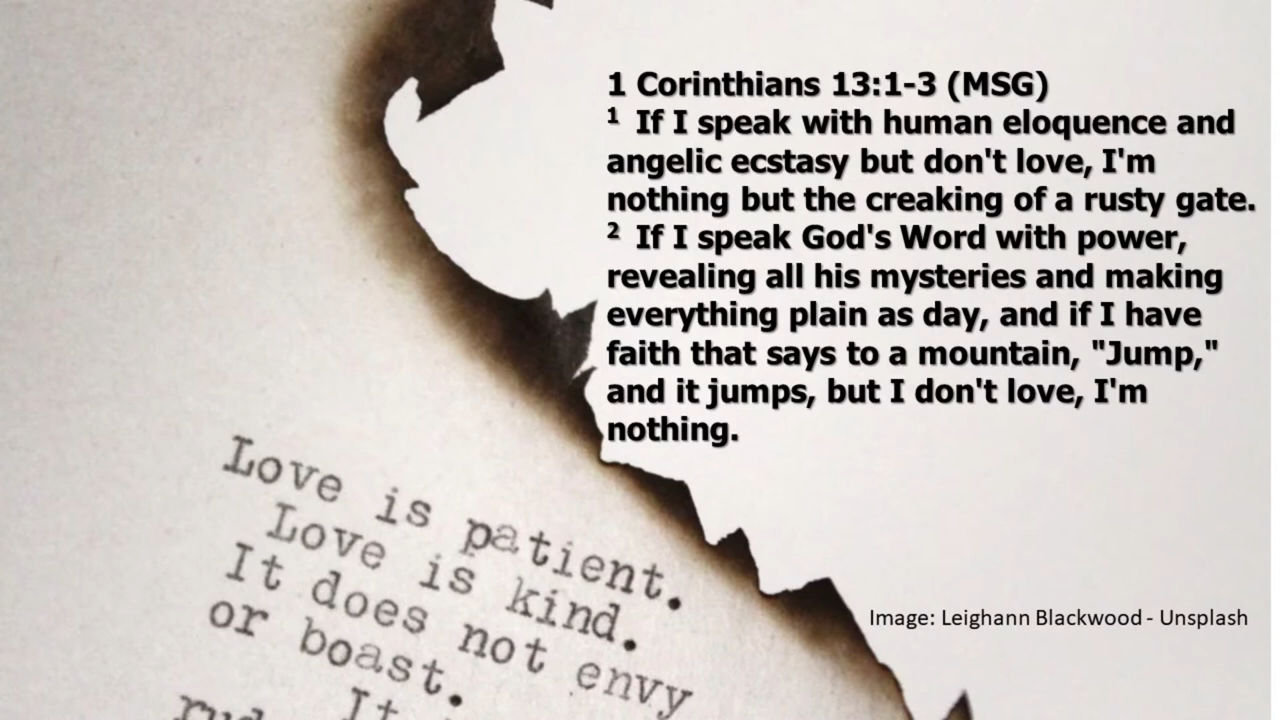 1 Corinthians 13:1-3 (MSG)
1 If I speak with human eloquence and
angelic ecstasy but don't love, I'm
nothing but the creaking of a rusty gate.
2 If I speak God's Word with power,
revealing all his mysteries and making
everything plain as day, and if I have
faith that says to a mountain, "Jump,"
and it jumps, but I don't love, I'm
nothing.
Love is patient.
Love is kind.
It does not envy
or boast.
It
Image: Leighann Blackwood - Unsplash